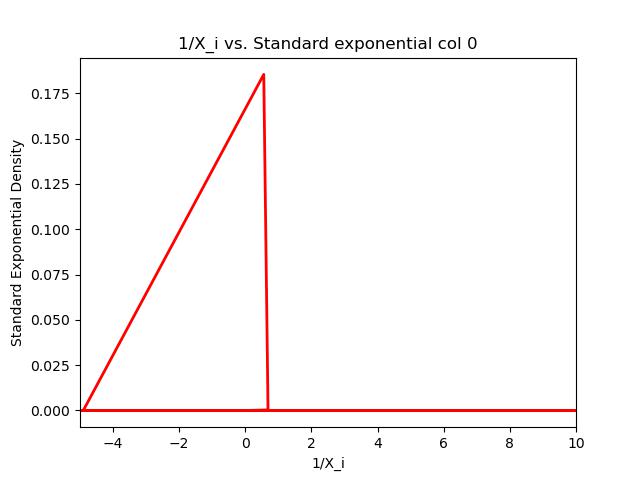 1/X_i vs. Standard exponential col 0
0.175
0.150
0.125
0.100
0.075
0.050
0.025
0.000
Standard Exponential Density
−4 −2 0 2 4 6 8 10
1/X_i